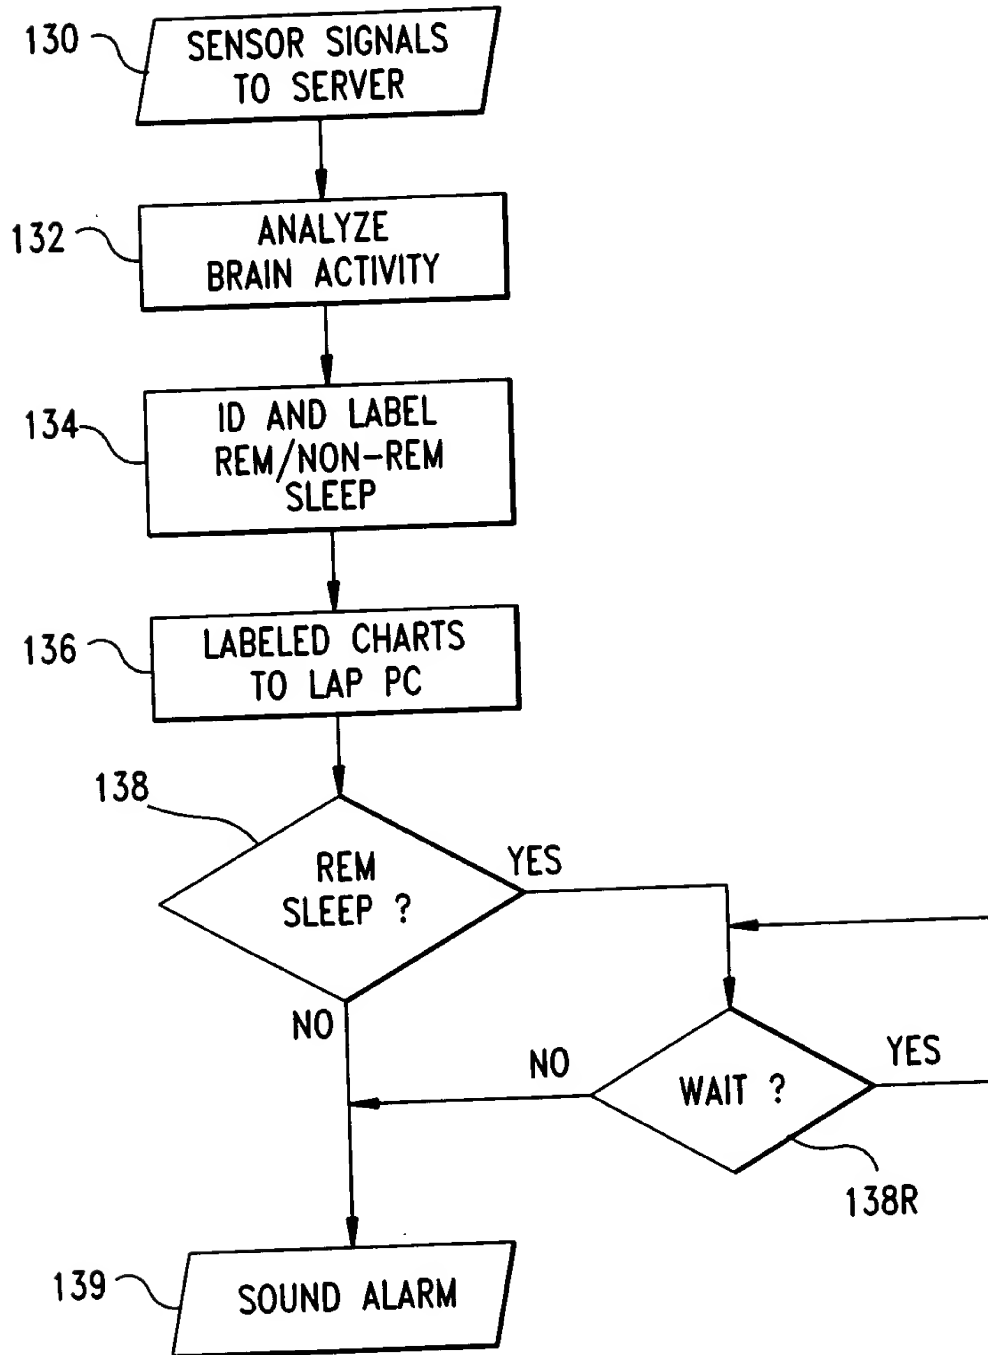 130
SENSOR SIGNALS
TO SERVER
132
ANALYZE
BRAIN ACTIVITY
134
ID AND LABEL
REM/NON-REM
SLEEP
136
LABELED CHARTS
TO LAP PC
138
REM
SLEEP ?
YES
NO
NO
WAIT ?
YES
138R
139
SOUND ALARM